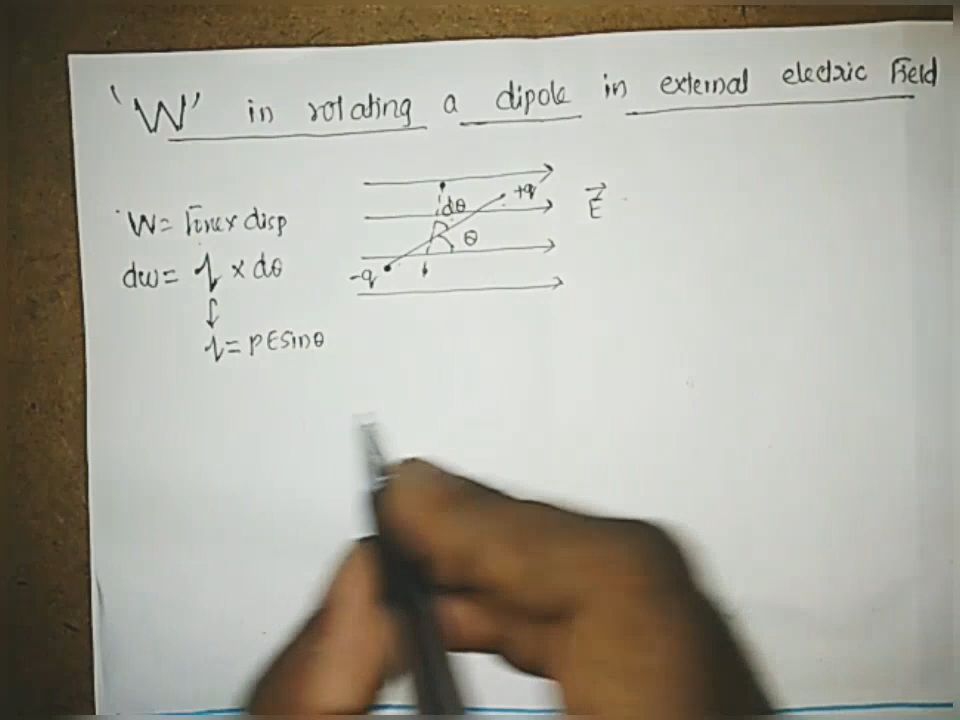 'W' in rotating a dipole in external electric Field
W = Force x disp
dw = τ x dθ
τ = PEsinθ
dθ
+q
E⃗
θ
-q